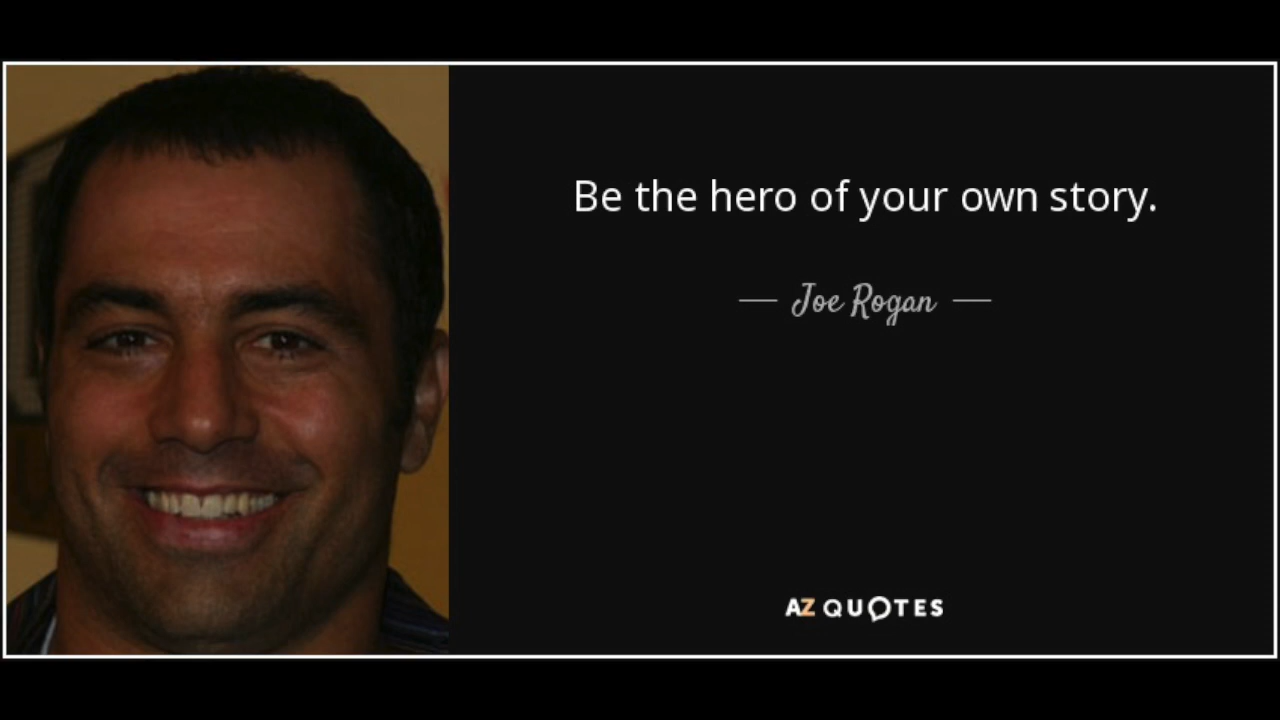 Be the hero of your own story.
— Joe Rogan —
AZ QUOTES